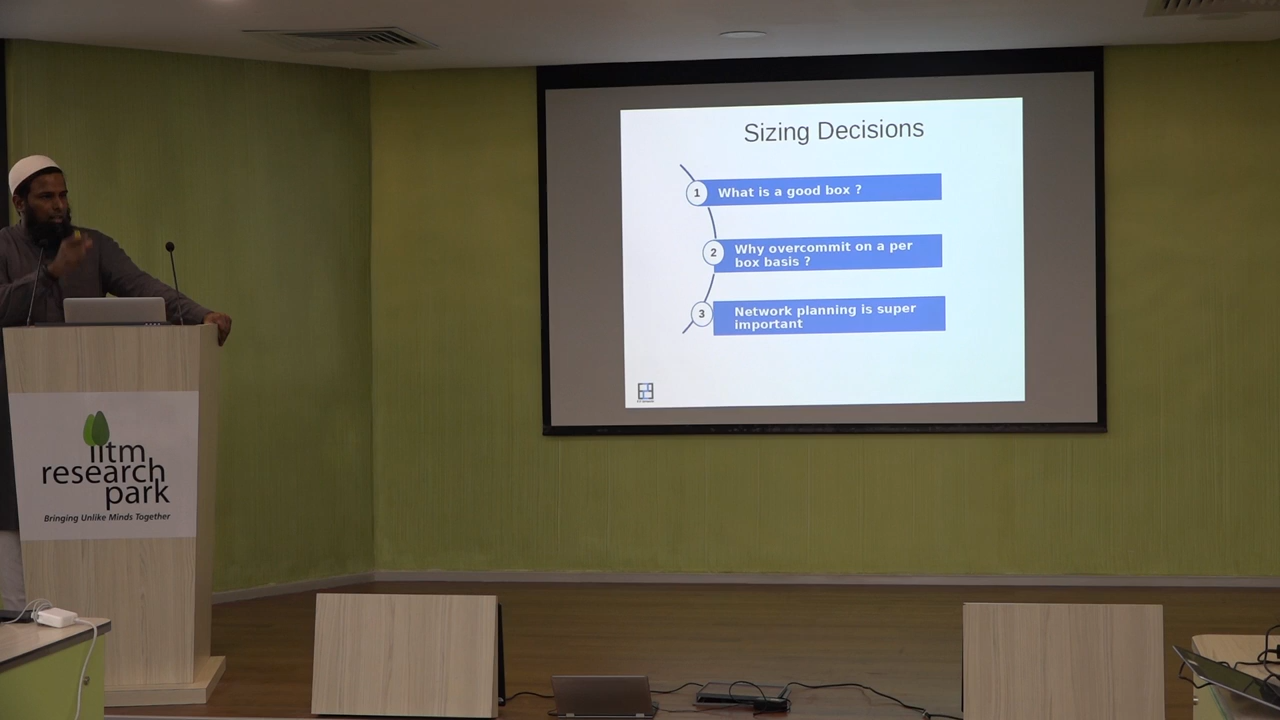 Sizing Decisions
1
What is a good box ?
2
Why overcommit on a per
box basis ?
3
Network planning is super
important
iitm
research
park
Bringing Unlike Minds Together